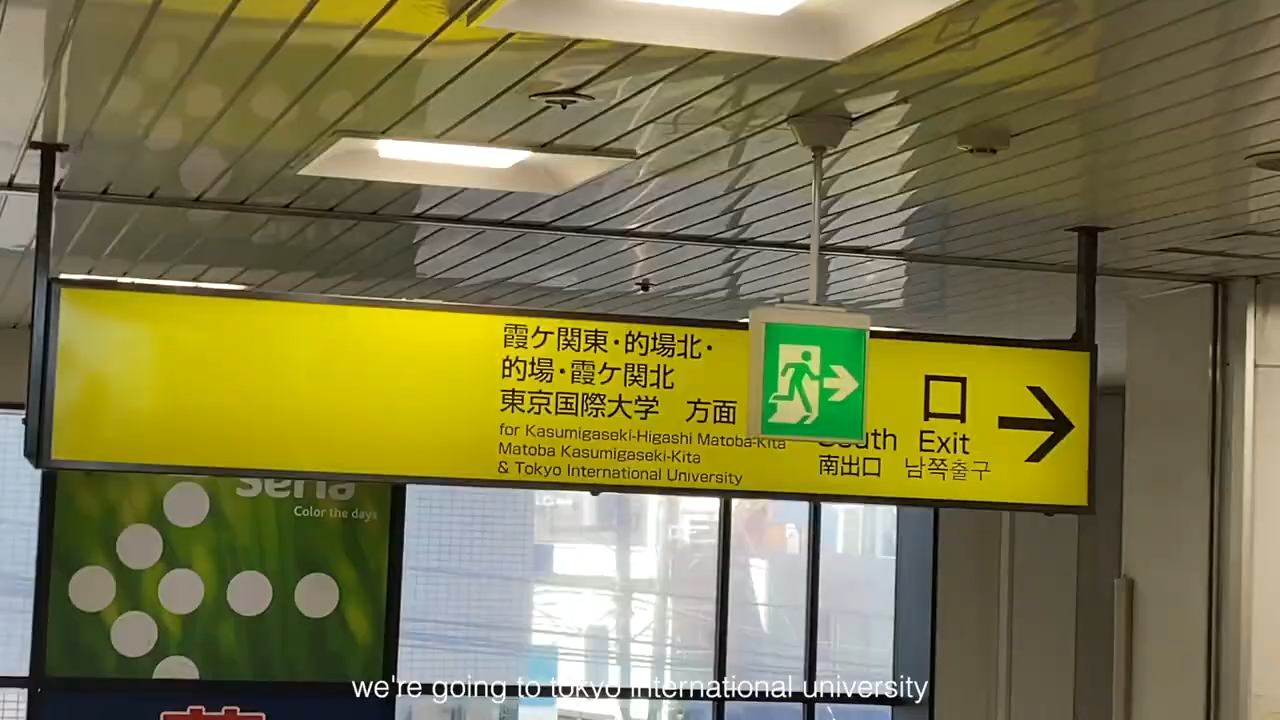 霞ケ関東・的場北・
的場・霞ケ関北
東京国際大学 方面
for Kasumigaseki-Higashi Matoba-Kita
Matoba Kasumigaseki-Kita
& Tokyo International University
口
South Exit
南出口 남쪽출구
seria
Color the days
we're going to tokyo international university